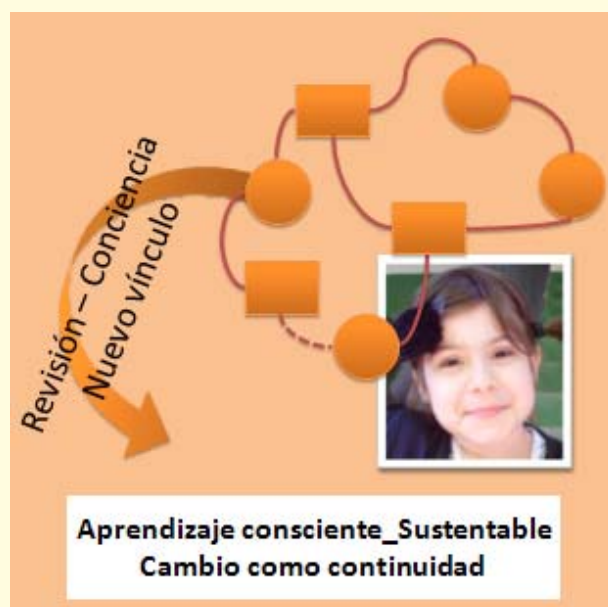 Revisión – Conciencia
Nuevo vínculo
Aprendizaje consciente_Sustentable
Cambio como continuidad